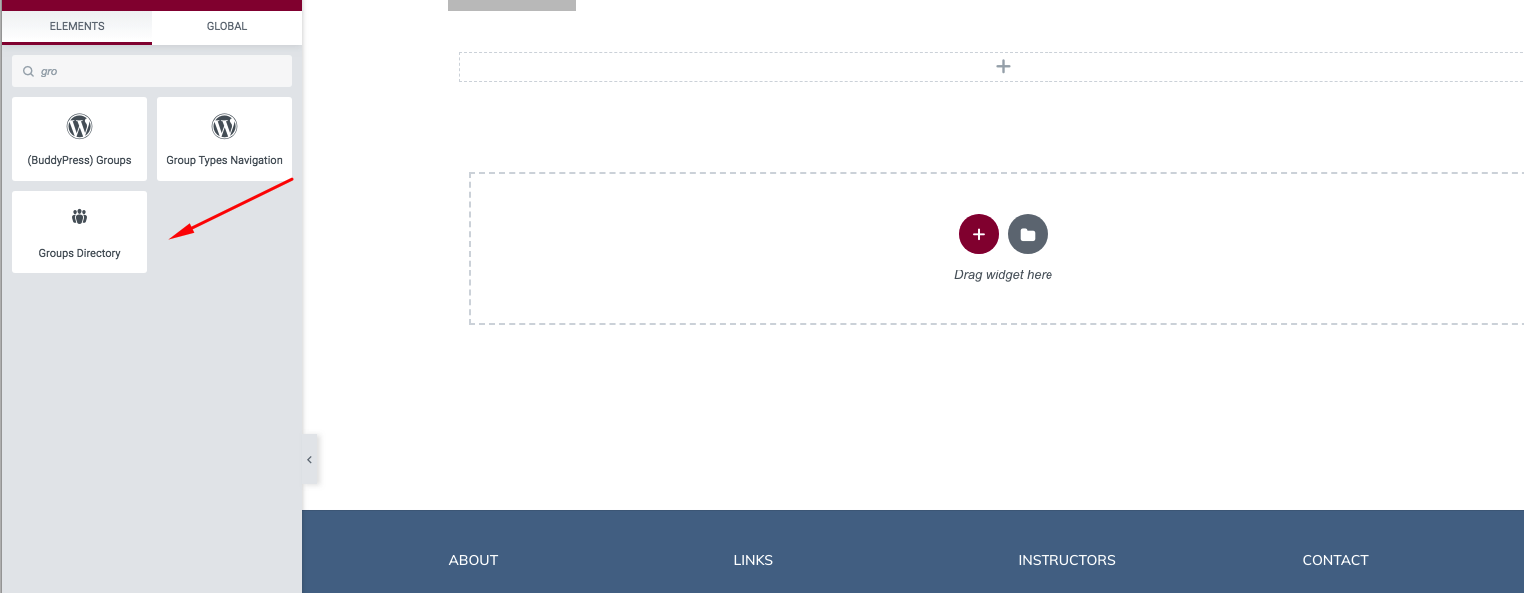 ELEMENTS
GLOBAL
gro
(BuddyPress) Groups
Group Types Navigation
Groups Directory
Drag widget here
ABOUT
LINKS
INSTRUCTORS
CONTACT